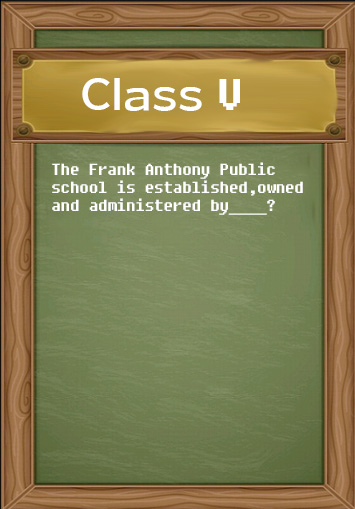 Class V
The Frank Anthony Public
school is established,owned
and administered by____?